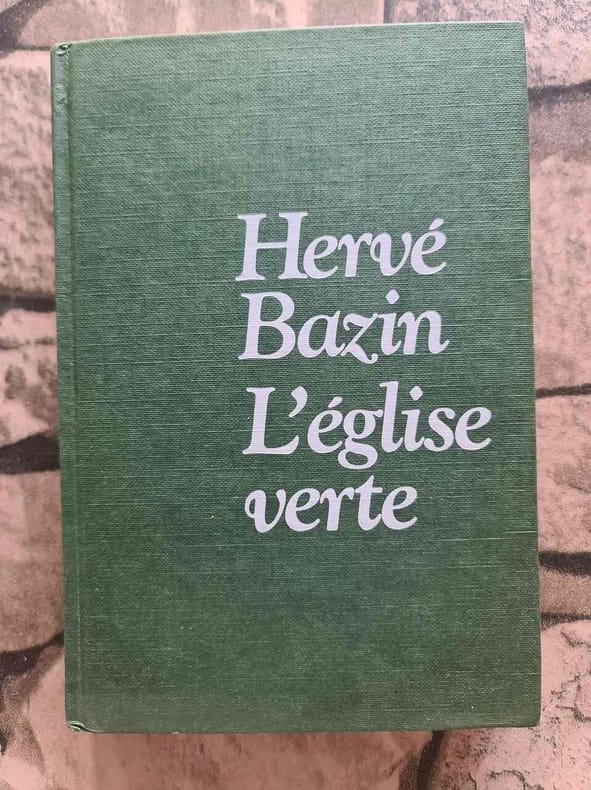 Hervé
Bazin
L'église
verte